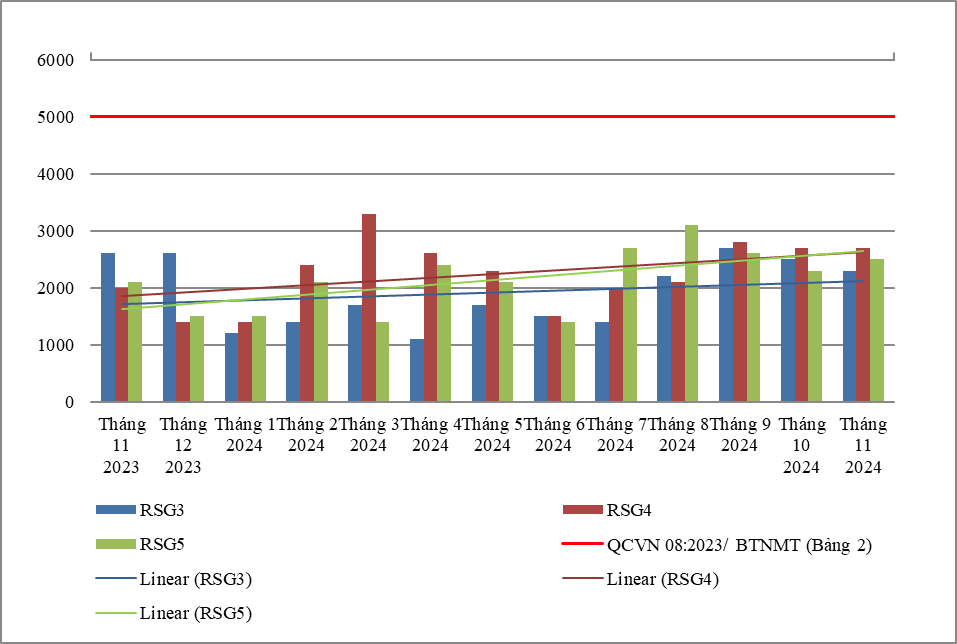 6000
5000
4000
3000
2000
1000
0
Tháng 11 2023
Tháng 12 2023
Tháng 1 2024
Tháng 2 2024
Tháng 3 2024
Tháng 4 2024
Tháng 5 2024
Tháng 6 2024
Tháng 7 2024
Tháng 8 2024
Tháng 9 2024
Tháng 10 2024
Tháng 11 2024
RSG3
RSG4
RSG5
QCVN 08:2023/ BTNMT (Bảng 2)
Linear (RSG3)
Linear (RSG4)
Linear (RSG5)